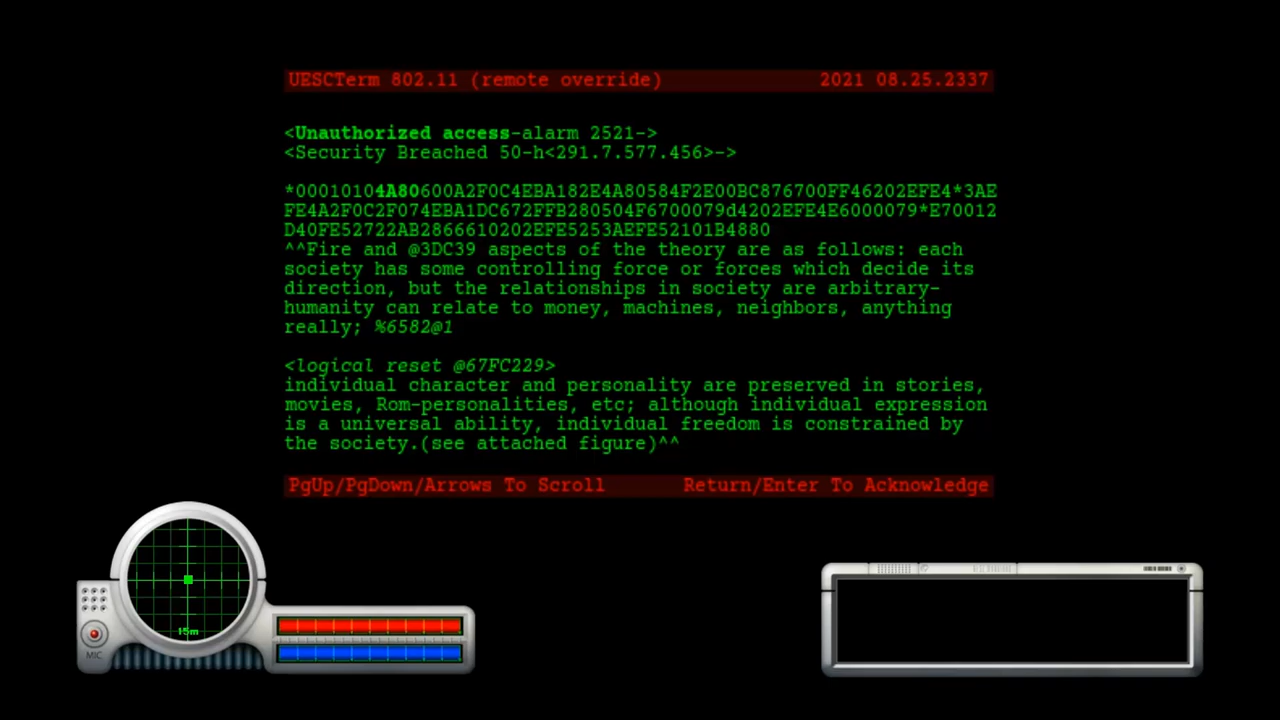 UESCTerm 802.11 (remote override) 2021 08.25.2337
<Unauthorized access-alarm 2521->
<Security Breached 50-h<291.7.577.456>->
*00010104A80600A2F0C4EBA182E4A80584F2E00BC876700FF46202EFE4*3AE
FE4A2F0C2F074EBA1DC672FFB280504F6700079d4202EFE4E6000079*E70012
D40FE52722AB2866610202EFE5253AEFE52101B4880
^^Fire and @3DC39 aspects of the theory are as follows: each
society has some controlling force or forces which decide its
direction, but the relationships in society are arbitrary-
humanity can relate to money, machines, neighbors, anything
really; %6582@1
<logical reset @67FC229>
individual character and personality are preserved in stories,
movies, Rom-personalities, etc; although individual expression
is a universal ability, individual freedom is constrained by
the society.(see attached figure)^^
PgUp/PgDown/Arrows To Scroll Return/Enter To Acknowledge
15m
MIC